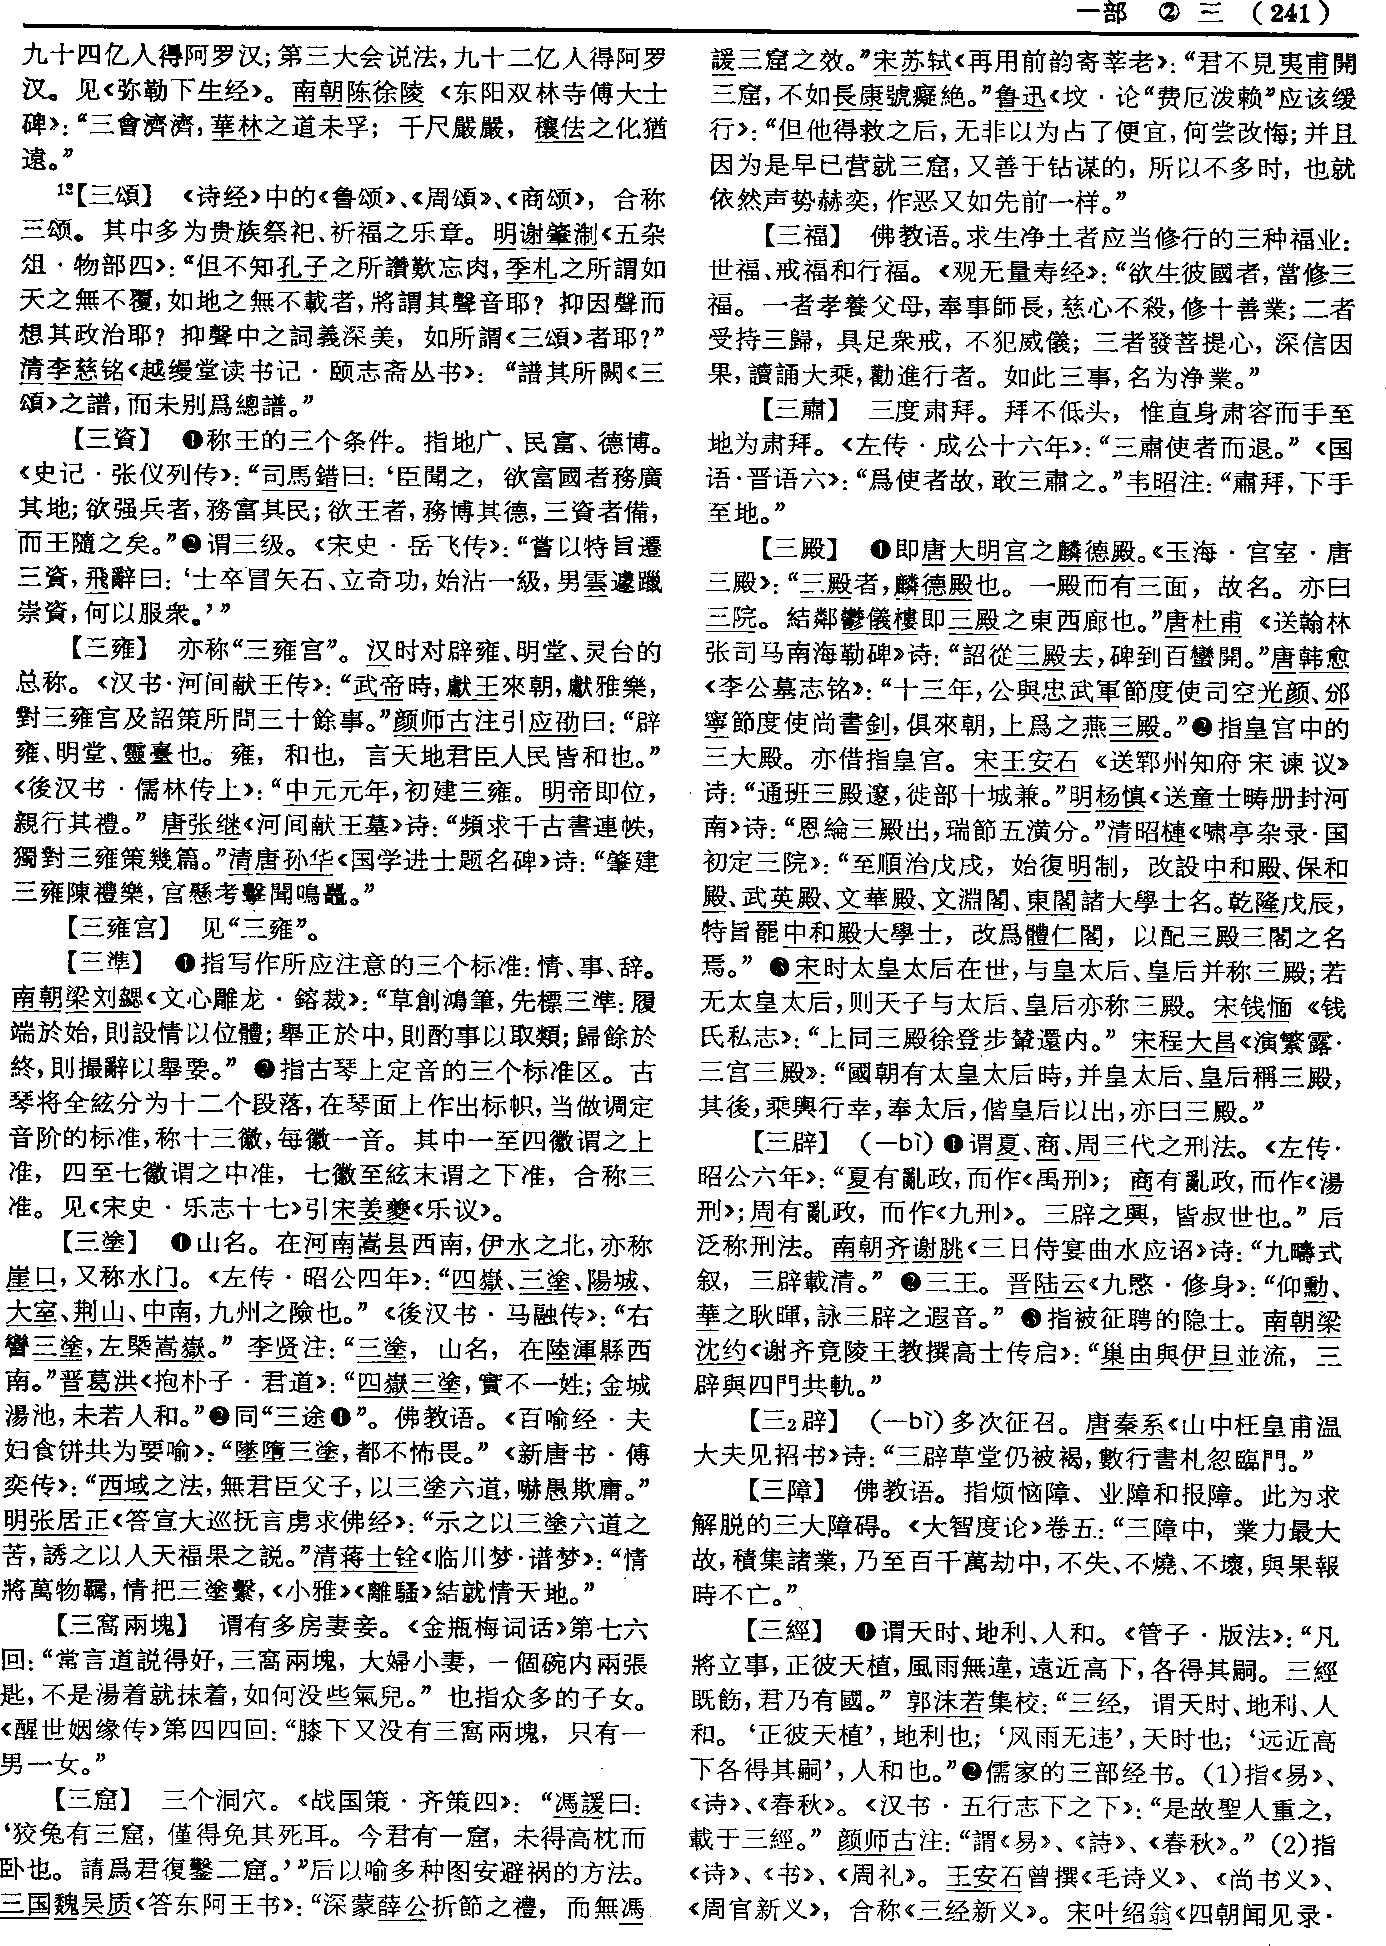 一部 ② 三 (241)
九十四亿人得阿罗汉;第三大会说法,九十二亿人得阿罗
汉。见《弥勒下生经》。南朝陈徐陵《东阳双林寺傅大士
碑》:“三會濟濟,華林之道未孚;千尺嚴嚴,穰佉之化猶
遠。”
13【三頌】 《诗经》中的《鲁颂》、《周頌》、《商颂》,合称
三颂。其中多为贵族祭祀、祈福之乐章。明谢肇淛《五杂
俎·物部四》:“但不知孔子之所讚歎忘肉,季札之所謂如
天之無不覆,如地之無不載者,將謂其聲音耶?抑因聲而
想其政治耶?抑聲中之詞義深美,如所謂《三頌》者耶?”
清李慈铭《越缦堂读书记·颐志斋丛书》:“譜其所闕《三
頌》之譜,而未别爲總譜。”
【三資】 ❶称王的三个条件。指地广、民富、德博。
《史记·张仪列传》:“司馬錯曰:‘臣聞之,欲富國者務廣
其地;欲强兵者,務富其民;欲王者,務博其德,三資者備,
而王隨之矣。”❷谓三级。《宋史·岳飞传》:“嘗以特旨遷
三資,飛辭曰:‘士卒冒矢石、立奇功,始沾一級,男雲遽躐
崇資,何以服衆。’”
【三雍】 亦称“三雍宫”。汉时对辟雍、明堂、灵台的
总称。《汉书·河间献王传》:“武帝時,獻王來朝,獻雅樂,
對三雍宫及詔策所問三十餘事。”颜师古注引应劭曰:“辟
雍、明堂、靈臺也。雍,和也,言天地君臣人民皆和也。”
《後汉书·儒林传上》:“中元元年,初建三雍。明帝即位,
親行其禮。”唐张继《河间献王墓》诗:“頻求千古書連帙,
獨對三雍策幾篇。”清唐孙华《国学进士题名碑》诗:“肇建
三雍陳禮樂,宫懸考擊聞鳴鼉。”
【三雍宫】 见“三雍”。
【三準】 ❶指写作所应注意的三个标准:情、事、辞。
南朝梁刘勰《文心雕龙·鎔裁》:“草創鴻筆,先標三準:履
端於始,則設情以位體;舉正於中,則酌事以取類;歸餘於
終,則撮辭以舉要。”❷指古琴上定音的三个标准区。古
琴将全絃分为十二个段落,在琴面上作出标帜,当做调定
音阶的标准,称十三徽,每徽一音。其中一至四徽谓之上
准,四至七徽谓之中准,七徽至絃末谓之下准,合称三
准。见《宋史·乐志十七》引宋姜夔《乐议》。
【三塗】 ❶山名。在河南嵩县西南,伊水之北,亦称
崖口,又称水门。《左传·昭公四年》:“四嶽、三塗、陽城、
大室、荆山、中南,九州之險也。”《後汉书·马融传》:“右
矕三塗,左槩嵩嶽。”李贤注:“三塗,山名,在陸渾縣西
南。”晋葛洪《抱朴子·君道》:“四嶽三塗,實不一姓;金城
湯池,未若人和。”❷同“三途❶”。佛教语。《百喻经·夫
妇食饼共为要喻》:“墜墮三塗,都不怖畏。”《新唐书·傅
奕传》:“西域之法,無君臣父子,以三塗六道,嚇愚欺庸。”
明张居正《答宣大巡抚言虏求佛经》:“示之以三塗六道之
苦,誘之以人天福果之説。”清蒋士铨《临川梦·谱梦》:“情
將萬物羈,情把三塗繫,《小雅》《離騷》結就情天地。”
【三窩兩塊】 谓有多房妻妾。《金瓶梅词话》第七六
回:“常言道説得好,三窩兩塊,大婦小妻,一個碗内兩張
匙,不是湯着就抹着,如何没些氣兒。”也指众多的子女。
《醒世姻缘传》第四四回:“膝下又没有三窩兩塊,只有一
男一女。”
【三窟】 三个洞穴。《战国策·齐策四》:“馮諼曰:
‘狡兔有三窟,僅得免其死耳。今君有一窟,未得高枕而
卧也。請爲君復鑿二窟。’”后以喻多种图安避祸的方法。
三国魏吴质《答东阿王书》:“深蒙薛公折節之禮,而無馮
諼三窟之效。”宋苏轼《再用前韵寄莘老》:“君不見夷甫開
三窟,不如長康號癡絶。”鲁迅《坟·论“费厄泼赖”应该缓
行》:“但他得救之后,无非以为占了便宜,何尝改悔;并且
因为是早已营就三窟,又善于钻谋的,所以不多时,也就
依然声势赫奕,作恶又如先前一样。”
【三福】 佛教语。求生净土者应当修行的三种福业:
世福、戒福和行福。《观无量寿经》:“欲生彼國者,當修三
福。一者孝養父母,奉事師長,慈心不殺,修十善業;二者
受持三歸,具足衆戒,不犯威儀;三者發菩提心,深信因
果,讀誦大乘,勸進行者。如此三事,名为净業。”
【三肅】 三度肃拜。拜不低头,惟直身肃容而手至
地为肃拜。《左传·成公十六年》:“三肅使者而退。”《国
语·晋语六》:“爲使者故,敢三肅之。”韦昭注:“肅拜,下手
至地。”
【三殿】 ❶即唐大明宫之麟德殿。《玉海·宫室·唐
三殿》:“三殿者,麟德殿也。一殿而有三面,故名。亦曰
三院。結鄰鬱儀樓即三殿之東西廊也。”唐杜甫《送翰林
张司马南海勒碑》诗:“詔從三殿去,碑到百蠻開。”唐韩愈
《李公墓志铭》:“十三年,公與忠武軍節度使司空光顔、邠
寧節度使尚書釗,俱來朝,上爲之燕三殿。”❷指皇宫中的
三大殿。亦借指皇宫。宋王安石《送郓州知府宋谏议》
诗:“通班三殿邃,徙部十城兼。”明杨慎《送童士畴册封河
南》诗:“恩綸三殿出,瑞節五潢分。”清昭槤《啸亭杂录·国
初定三院》:“至順治戊戌,始復明制,改設中和殿、保和
殿、武英殿、文華殿、文淵閣、東閣諸大學士名。乾隆戊辰,
特旨罷中和殿大學士,改爲體仁閣,以配三殿三閣之名
焉。”❸宋时太皇太后在世,与皇太后、皇后并称三殿;若
无太皇太后,则天子与太后、皇后亦称三殿。宋钱愐《钱
氏私志》:“上同三殿徐登步輦還内。”宋程大昌《演繁露·
三宫三殿》:“國朝有太皇太后時,并皇太后、皇后稱三殿,
其後,乘輿行幸,奉太后,偕皇后以出,亦曰三殿。”
【三辟】 (一bì)❶谓夏、商、周三代之刑法。《左传·
昭公六年》:“夏有亂政,而作《禹刑》;商有亂政,而作《湯
刑》;周有亂政,而作《九刑》。三辟之興,皆叔世也。”后
泛称刑法。南朝齐谢朓《三日侍宴曲水应诏》诗:“九疇式
叙,三辟載清。”❷三王。晋陆云《九愍·修身》:“仰勳、
華之耿暉,詠三辟之遐音。”❸指被征聘的隐士。南朝梁
沈约《谢齐竟陵王教撰高士传启》:“巢由與伊旦並流,三
辟與四門共軌。”
【三2辟】 (一bì)多次征召。唐秦系《山中枉皇甫温
大夫见招书》诗:“三辟草堂仍被褐,數行書札忽臨門。”
【三障】 佛教语。指烦恼障、业障和报障。此为求
解脱的三大障碍。《大智度论》卷五:“三障中,業力最大
故,積集諸業,乃至百千萬劫中,不失、不燒、不壞,與果報
時不亡。”
【三經】 ❶谓天时、地利、人和。《管子·版法》:“凡
將立事,正彼天植,風雨無違,遠近高下,各得其嗣。三經
既飭,君乃有國。”郭沫若集校:“三经,谓天时、地利、人
和。‘正彼天植’,地利也;‘风雨无违’,天时也;‘远近高
下各得其嗣’,人和也。”❷儒家的三部经书。(1)指《易》、
《诗》、《春秋》。《汉书·五行志下之下》:“是故聖人重之,
載于三經。”颜师古注:“謂《易》、《詩》、《春秋》。”(2)指
《诗》、《书》、《周礼》。王安石曾撰《毛诗义》、《尚书义》、
《周官新义》,合称《三经新义》。宋叶绍翁《四朝闻见录·